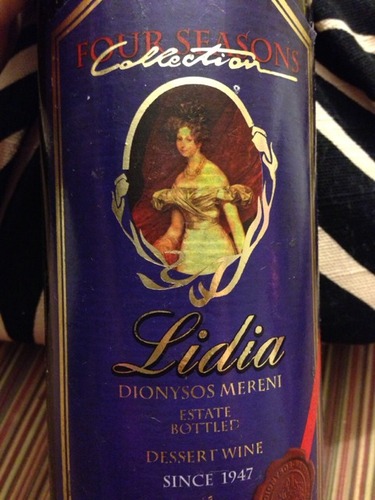 FOUR SEASONS
Collection
Lidia
DIONYSOS MERENI
ESTATE
BOTTLED
DESSERT WINE
SINCE 1947